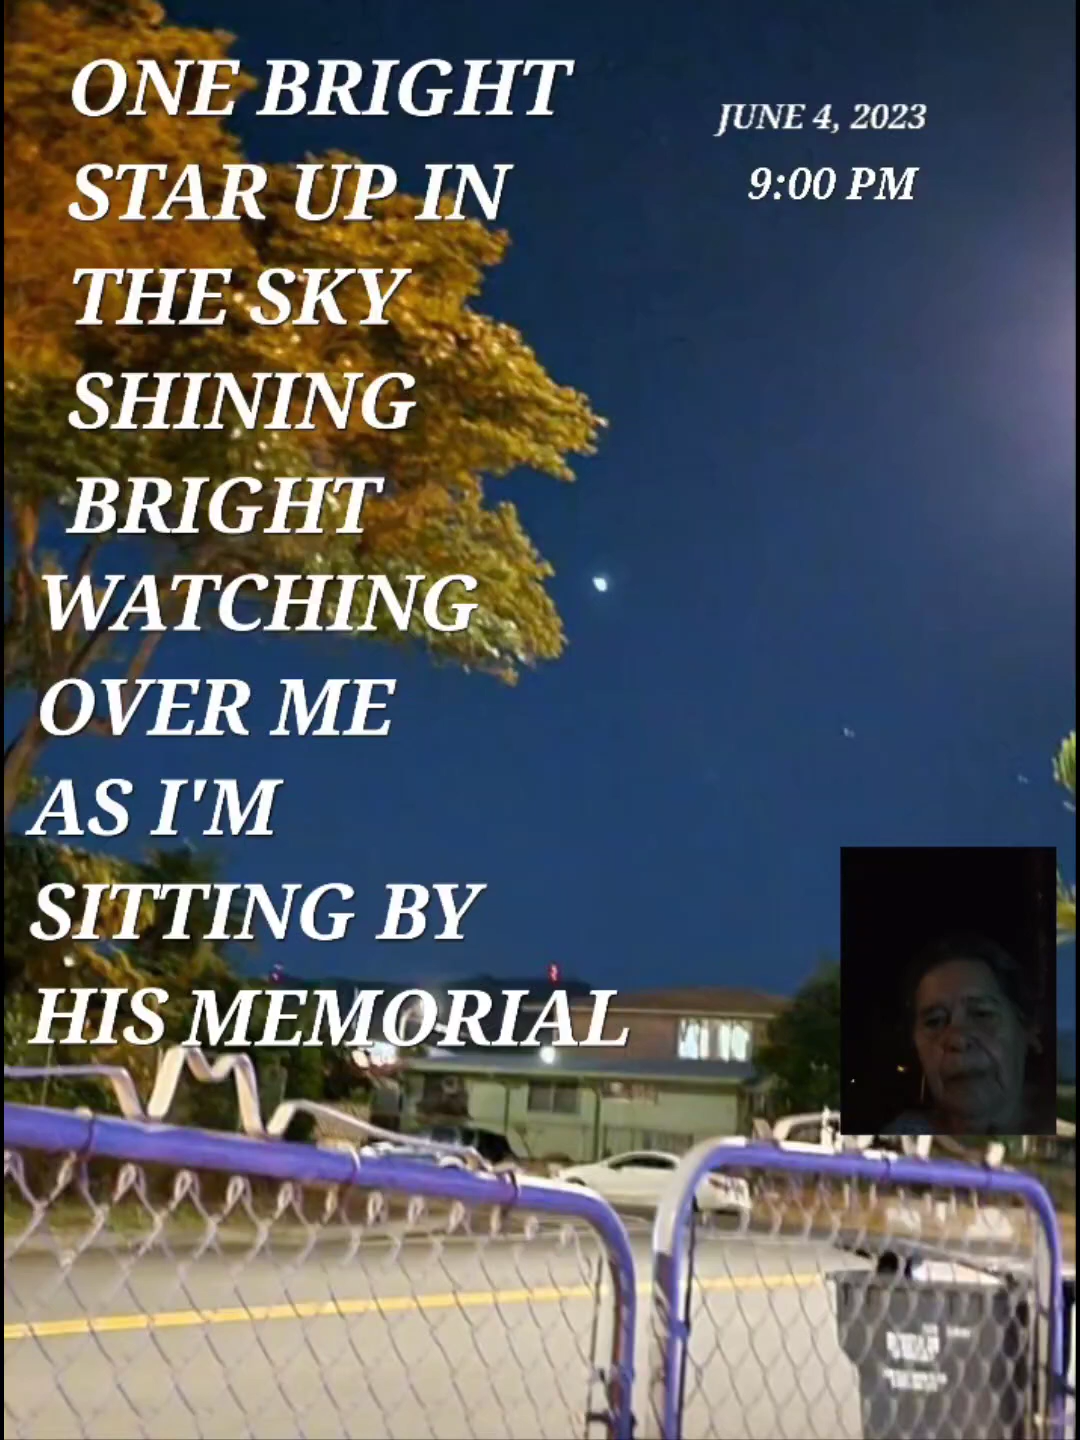 ONE BRIGHT
STAR UP IN
THE SKY
SHINING
BRIGHT
WATCHING
OVER ME
AS I'M
SITTING BY
HIS MEMORIAL
JUNE 4, 2023
9:00 PM